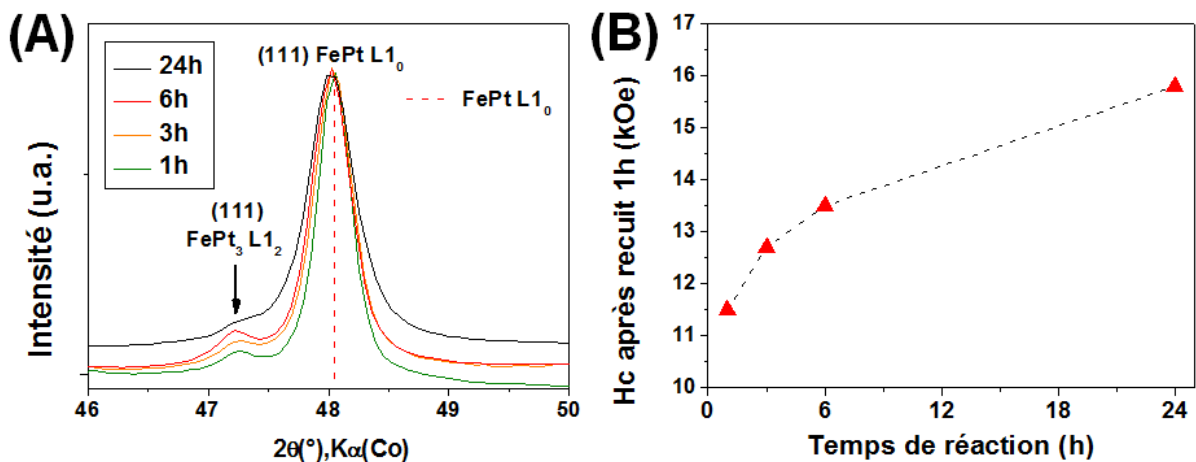 (A)
24h
6h
3h
1h
(111) FePt L1₀
FePt L1₀
(111)
FePt₃ L1₂
Intensité (u.a.)
46
47
48
49
50
2θ(°),Kα(Co)
(B)
Hc après recuit 1h (kOe)
17
16
15
14
13
12
11
10
0
6
12
18
24
Temps de réaction (h)